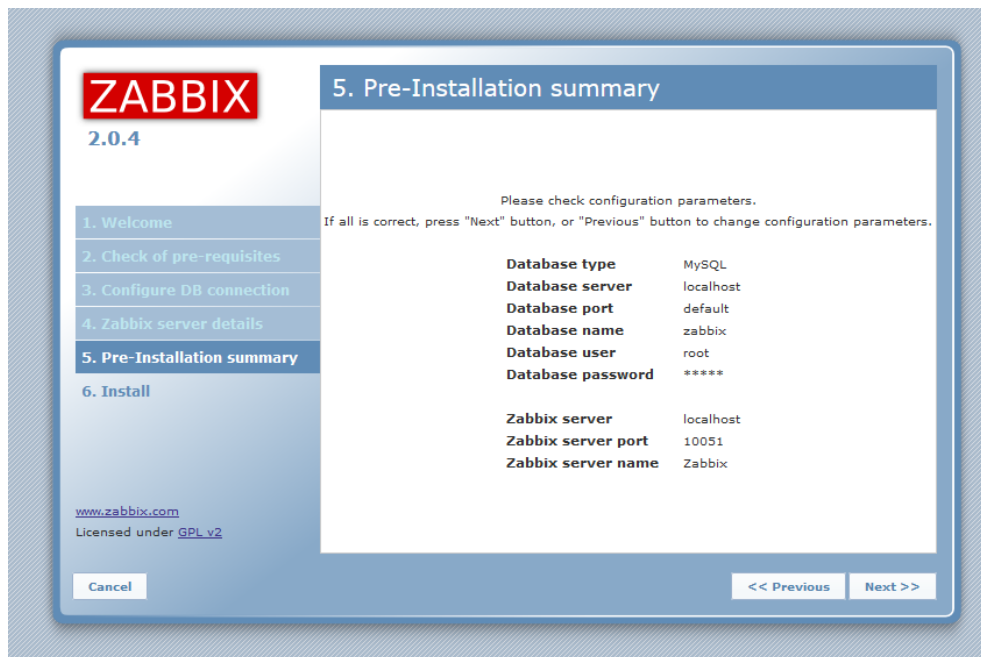 ZABBIX
2.0.4
1. Welcome
2. Check of pre-requisites
3. Configure DB connection
4. Zabbix server details
5. Pre-Installation summary
6. Install
www.zabbix.com
Licensed under GPL v2
5. Pre-Installation summary
Please check configuration parameters.
If all is correct, press "Next" button, or "Previous" button to change configuration parameters.
Database type MySQL
Database server localhost
Database port default
Database name zabbix
Database user root
Database password *****
Zabbix server localhost
Zabbix server port 10051
Zabbix server name Zabbix
Cancel
<< Previous
Next >>